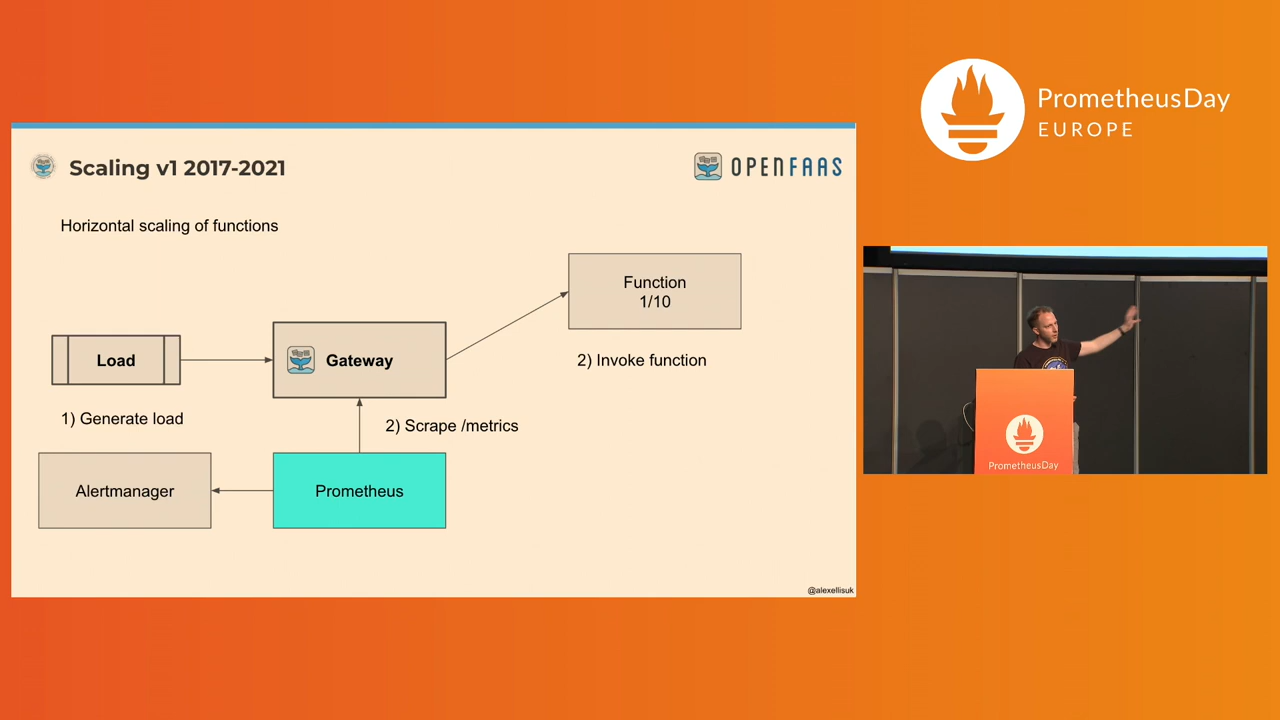 PrometheusDay
EUROPE
Scaling v1 2017-2021
OPENFAAS
Horizontal scaling of functions
Function
1/10
Load
Gateway
2) Invoke function
1) Generate load
2) Scrape /metrics
Alertmanager
Prometheus
@alexellisuk
PrometheusDay